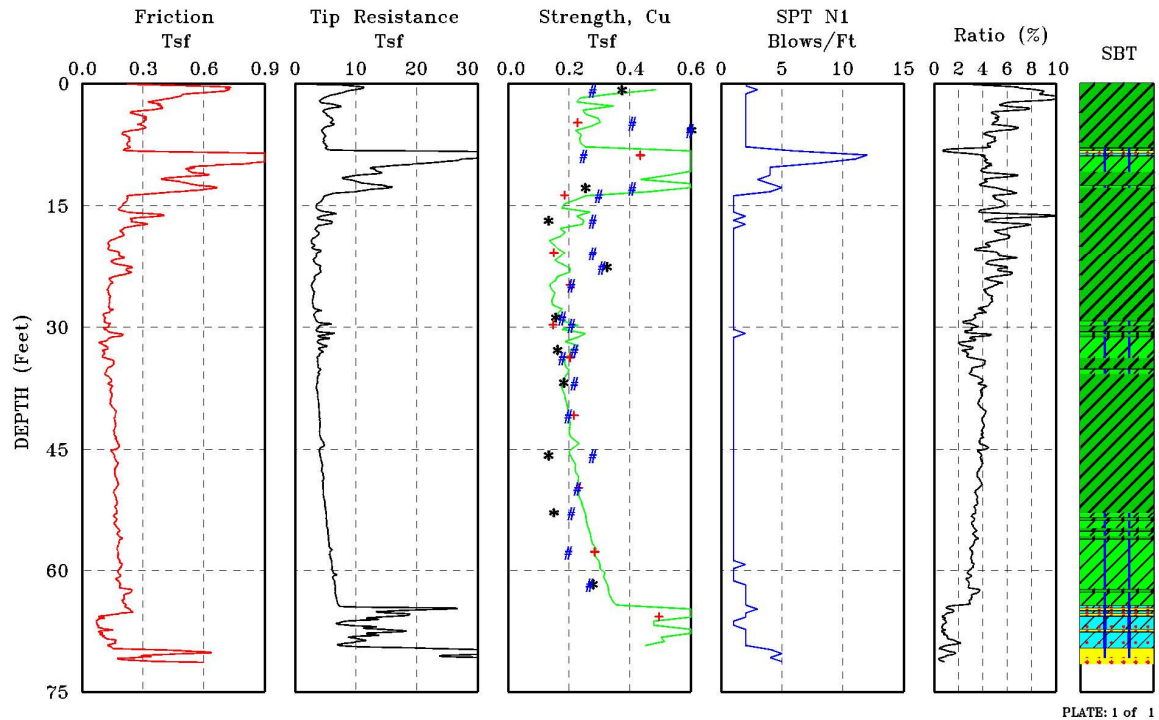 Friction Tip Resistance Strength, Cu SPT N1 Ratio (%) SBT
Tsf Tsf Tsf Blows/Ft
0.0 0.3 0.6 0.9 0 10 20 30 0.0 0.2 0.4 0.6 0 5 10 15 0 2 4 6 8 10
0
15
30
45
60
75
DEPTH (Feet)
PLATE: 1 of 1